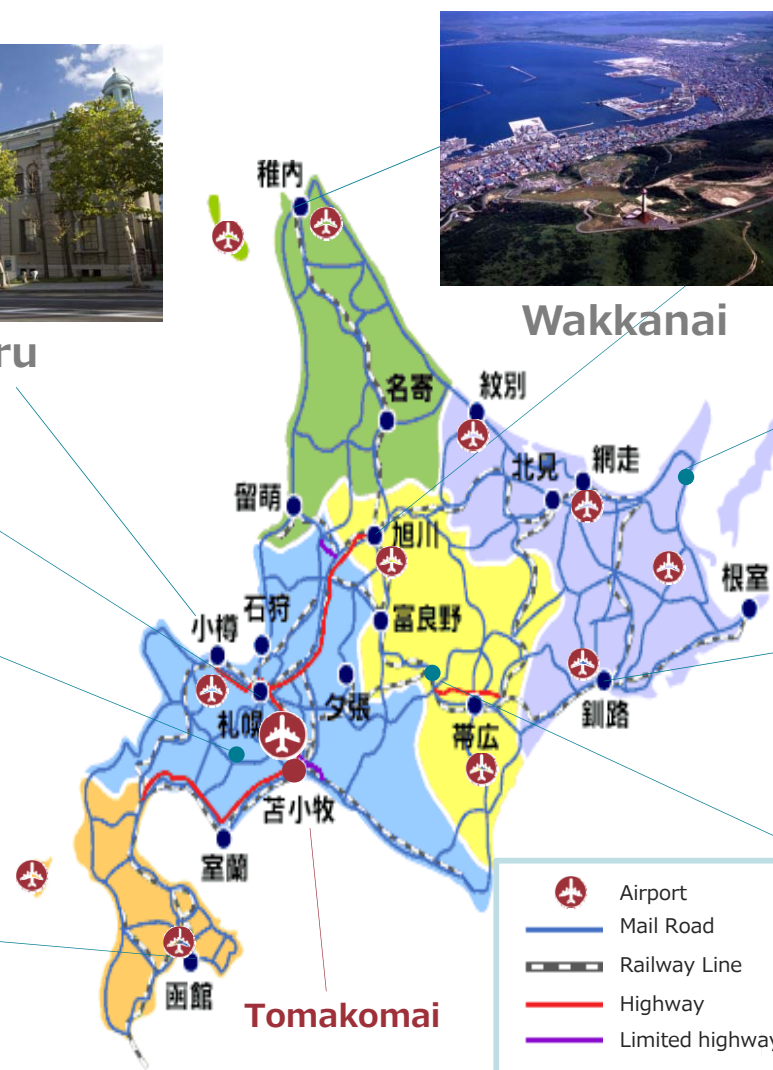 稚内
Wakkanai
ru
名寄
紋別
北見
網走
留萌
旭川
根室
石狩
小樽
富良野
札幌
夕張
帯広
釧路
苫小牧
室蘭
函館
Tomakomai
Airport
Mail Road
Railway Line
Highway
Limited highway